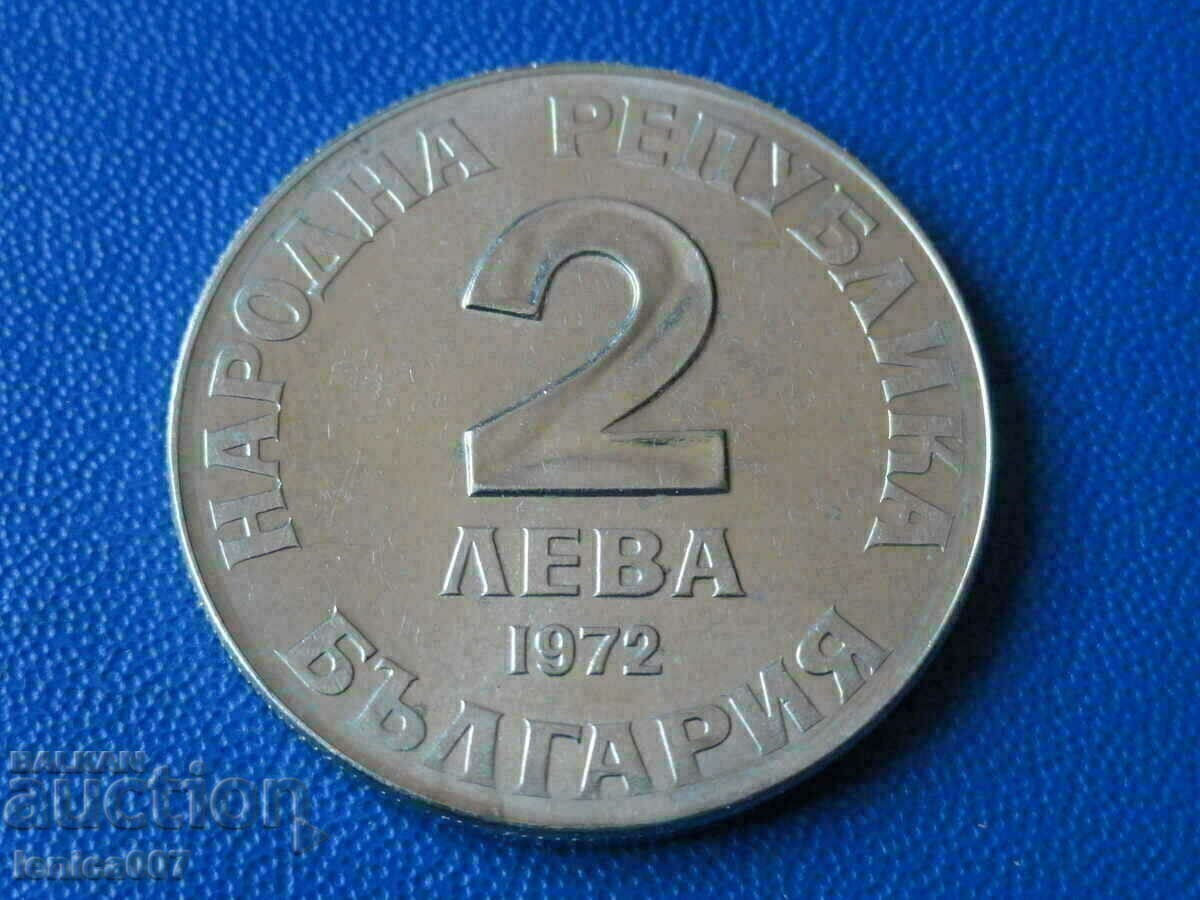 НАРОДНА РЕПУБЛИКА
2
ЛЕВА
1972
БЪЛГАРИЯ
BALKAN
auction
lenica007